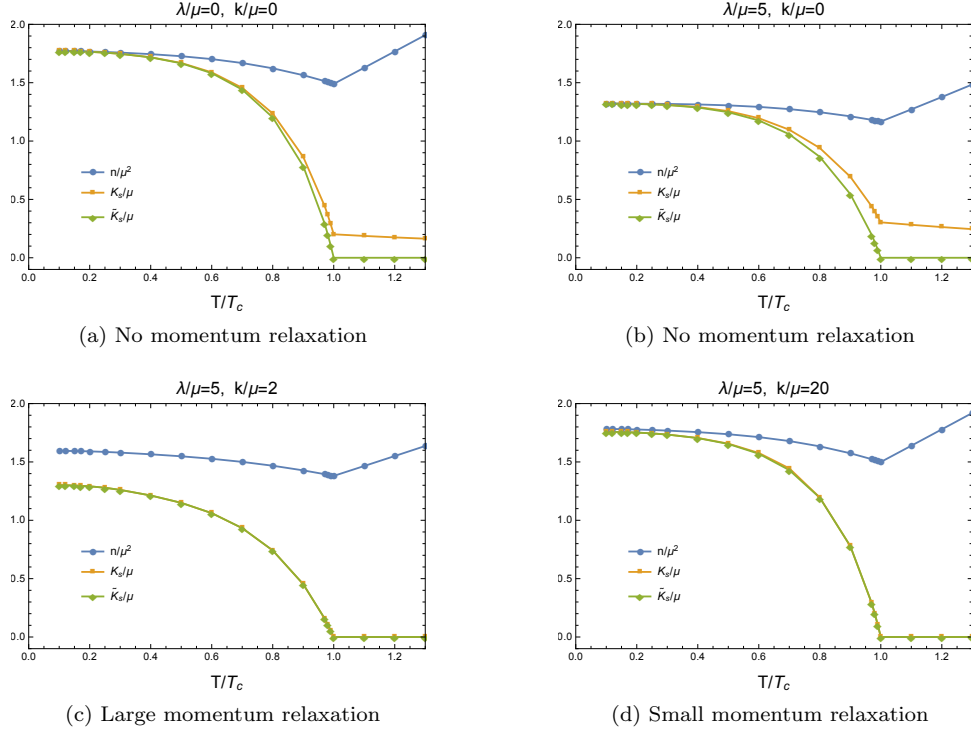 λ/μ=0, k/μ=0
2.0
1.5
1.0
0.5
0.0
n/μ²
K_s/μ
K̃_s/μ
0.0 0.2 0.4 0.6 0.8 1.0 1.2
T/T_c
(a) No momentum relaxation
λ/μ=5, k/μ=0
2.0
1.5
1.0
0.5
0.0
n/μ²
K_s/μ
K̃_s/μ
0.0 0.2 0.4 0.6 0.8 1.0 1.2
T/T_c
(b) No momentum relaxation
λ/μ=5, k/μ=2
2.0
1.5
1.0
0.5
0.0
n/μ²
K_s/μ
K̃_s/μ
0.0 0.2 0.4 0.6 0.8 1.0 1.2
T/T_c
(c) Large momentum relaxation
λ/μ=5, k/μ=20
2.0
1.5
1.0
0.5
0.0
n/μ²
K_s/μ
K̃_s/μ
0.0 0.2 0.4 0.6 0.8 1.0 1.2
T/T_c
(d) Small momentum relaxation